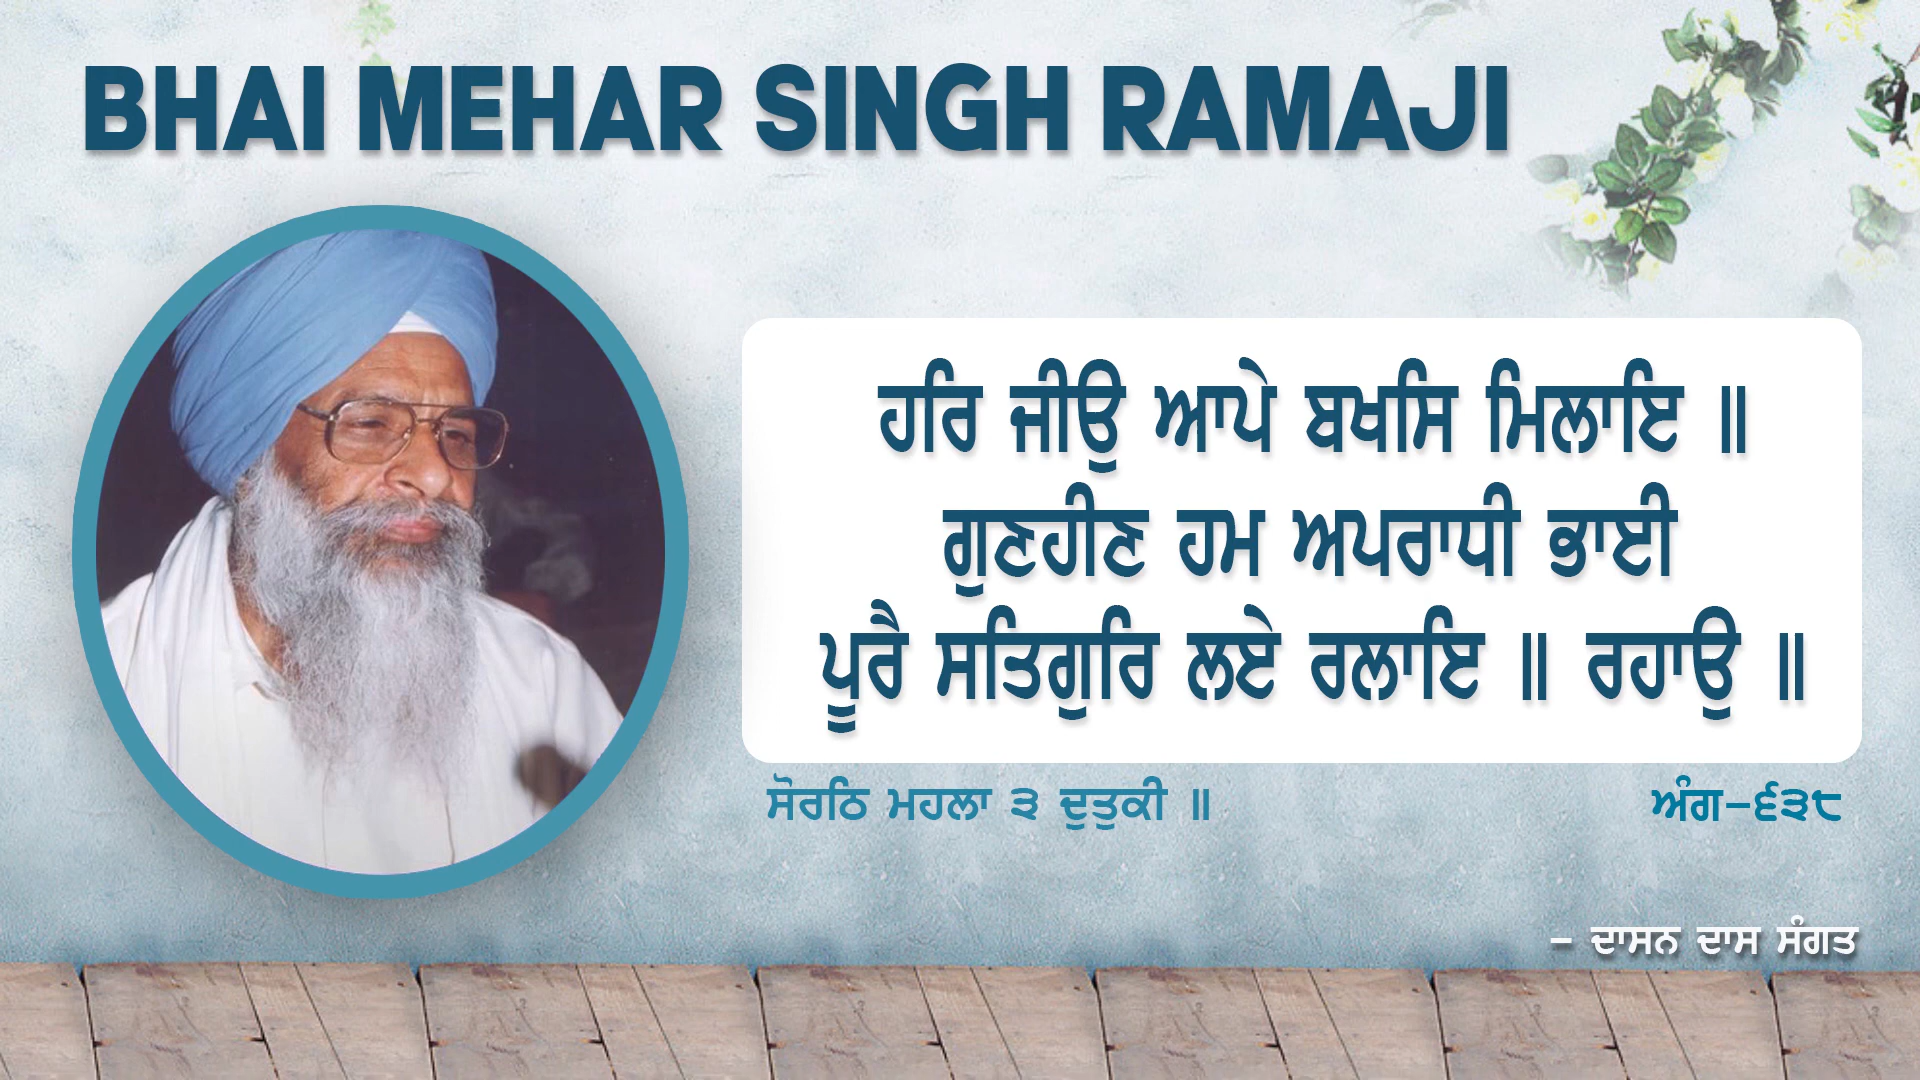 BHAI MEHAR SINGH RAMAJI
ਹਰਿ ਜੀਉ ਆਪੇ ਬਖਸਿ ਮਿਲਾਇ ॥
ਗੁਣਹੀਣ ਹਮ ਅਪਰਾਧੀ ਭਾਈ
ਪੂਰੈ ਸਤਿਗੁਰਿ ਲਏ ਰਲਾਇ ॥ ਰਹਾਉ ॥
ਸੋਰਠਿ ਮਹਲਾ ੩ ਦੁਤੁਕੀ ॥ ਅੰਗ-੬੩੮
- ਦਾਸਨ ਦਾਸ ਸੰਗਤ